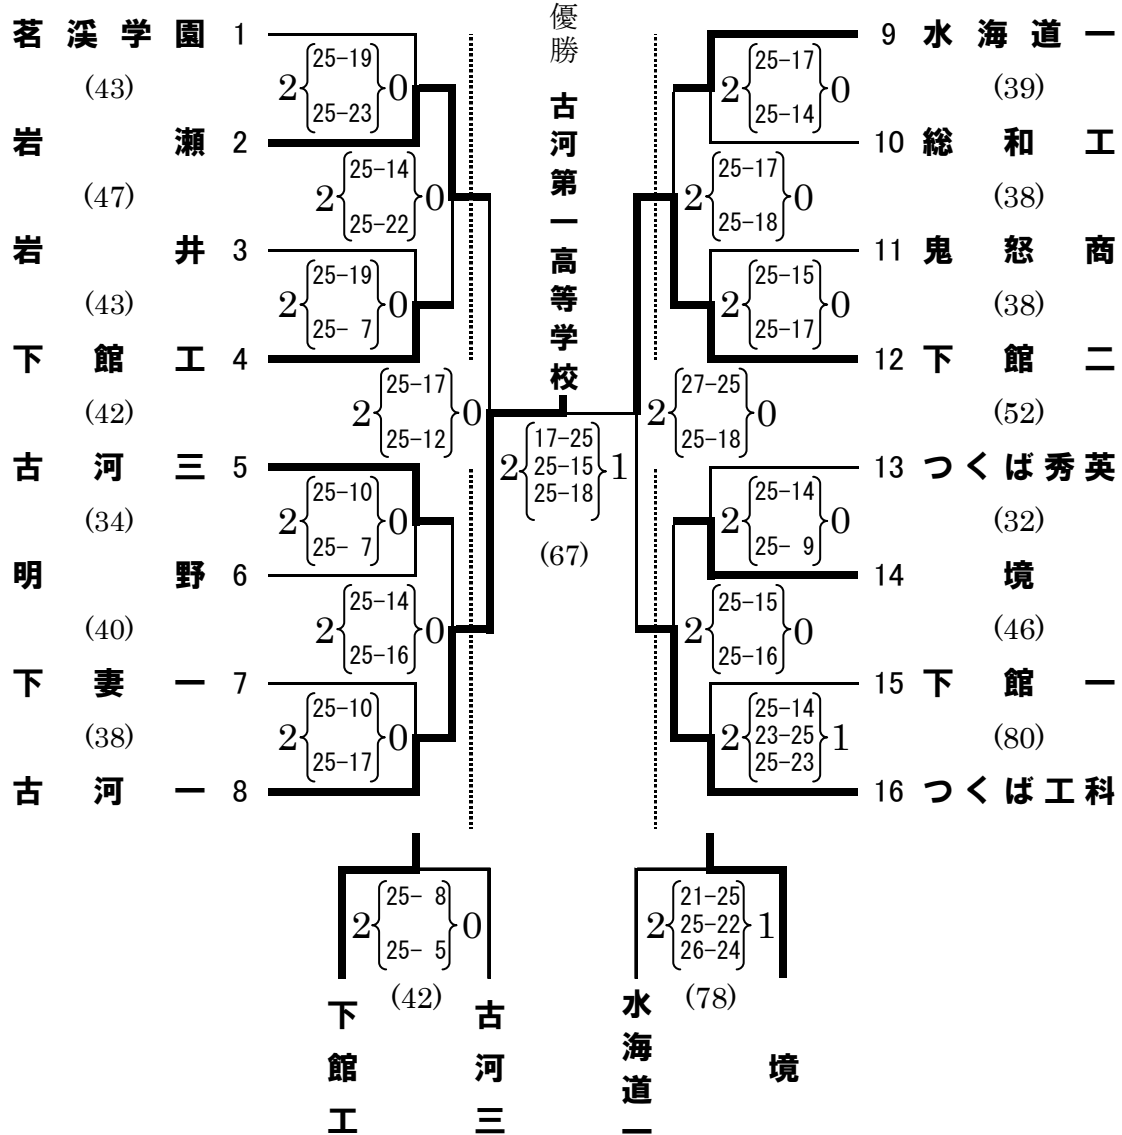 優勝
古河第一高等学校
茗渓学園 1
2 25-19 0
25-23
(43)
岩瀬 2
2 25-14 0
25-22
(47)
岩井 3
2 25-19 0
25- 7
(43)
下館工 4
2 25-17 0
25-12
(42)
古河三 5
2 25-10 0
25- 7
(34)
明野 6
2 25-14 0
25-16
(40)
下妻一 7
2 25-10 0
25-17
(38)
古河一 8
17-25
2 25-15 1
25-18
(67)
9 水海道一
2 25-17 0
25-14
(39)
10 総和工
2 25-17 0
25-18
(38)
11 鬼怒商
2 25-15 0
25-17
(38)
12 下館二
2 27-25 0
25-18
(52)
13 つくば秀英
2 25-14 0
25- 9
(32)
14 境
2 25-15 0
25-16
(46)
15 下館一
25-14
2 23-25 1
25-23
(80)
16 つくば工科
2 25- 8 0
25- 5
(42)
下館工
古河三
21-25
2 25-22 1
26-24
(78)
水海道一
境